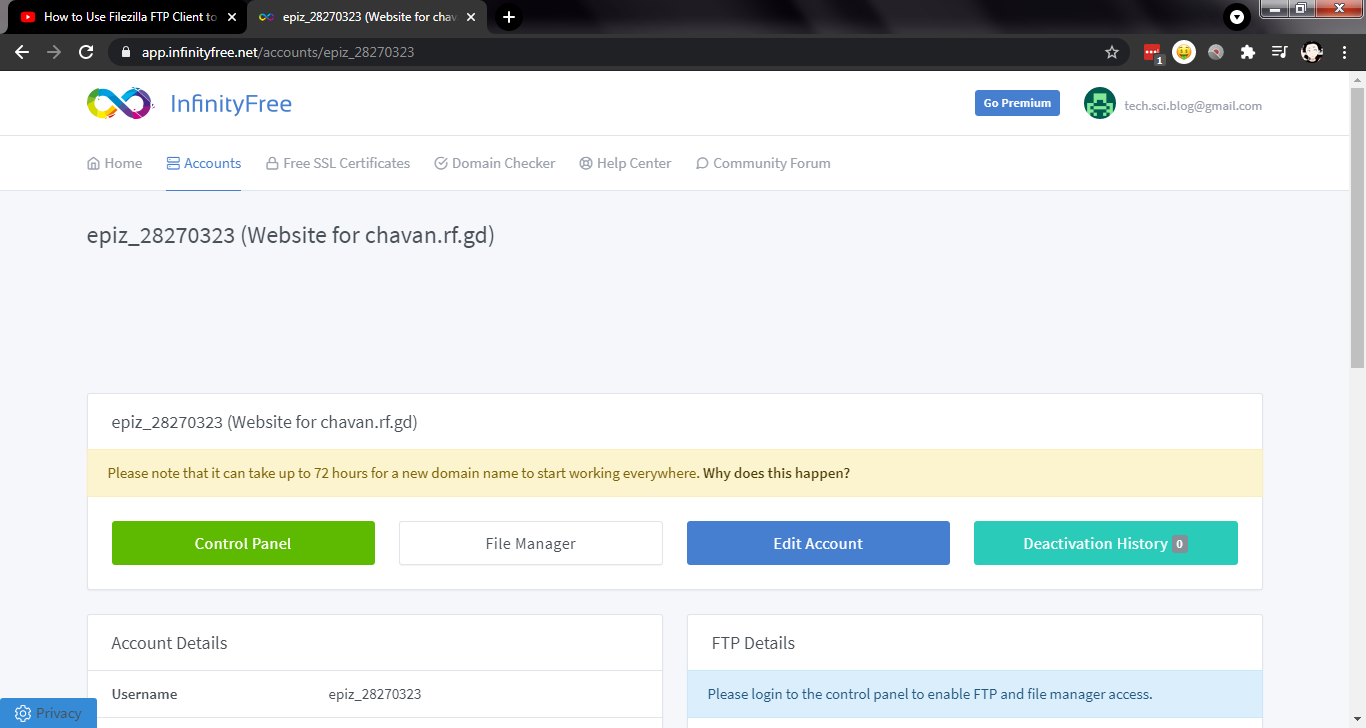 How to Use Filezilla FTP Client to
epiz_28270323 (Website for chav
app.infinityfree.net/accounts/epiz_28270323
1
InfinityFree
Go Premium
tech.sci.blog@gmail.com
Home
Accounts
Free SSL Certificates
Domain Checker
Help Center
Community Forum
epiz_28270323 (Website for chavan.rf.gd)
epiz_28270323 (Website for chavan.rf.gd)
Please note that it can take up to 72 hours for a new domain name to start working everywhere. Why does this happen?
Control Panel
File Manager
Edit Account
Deactivation History 0
Account Details
FTP Details
Username epiz_28270323
Please login to the control panel to enable FTP and file manager access.
Privacy